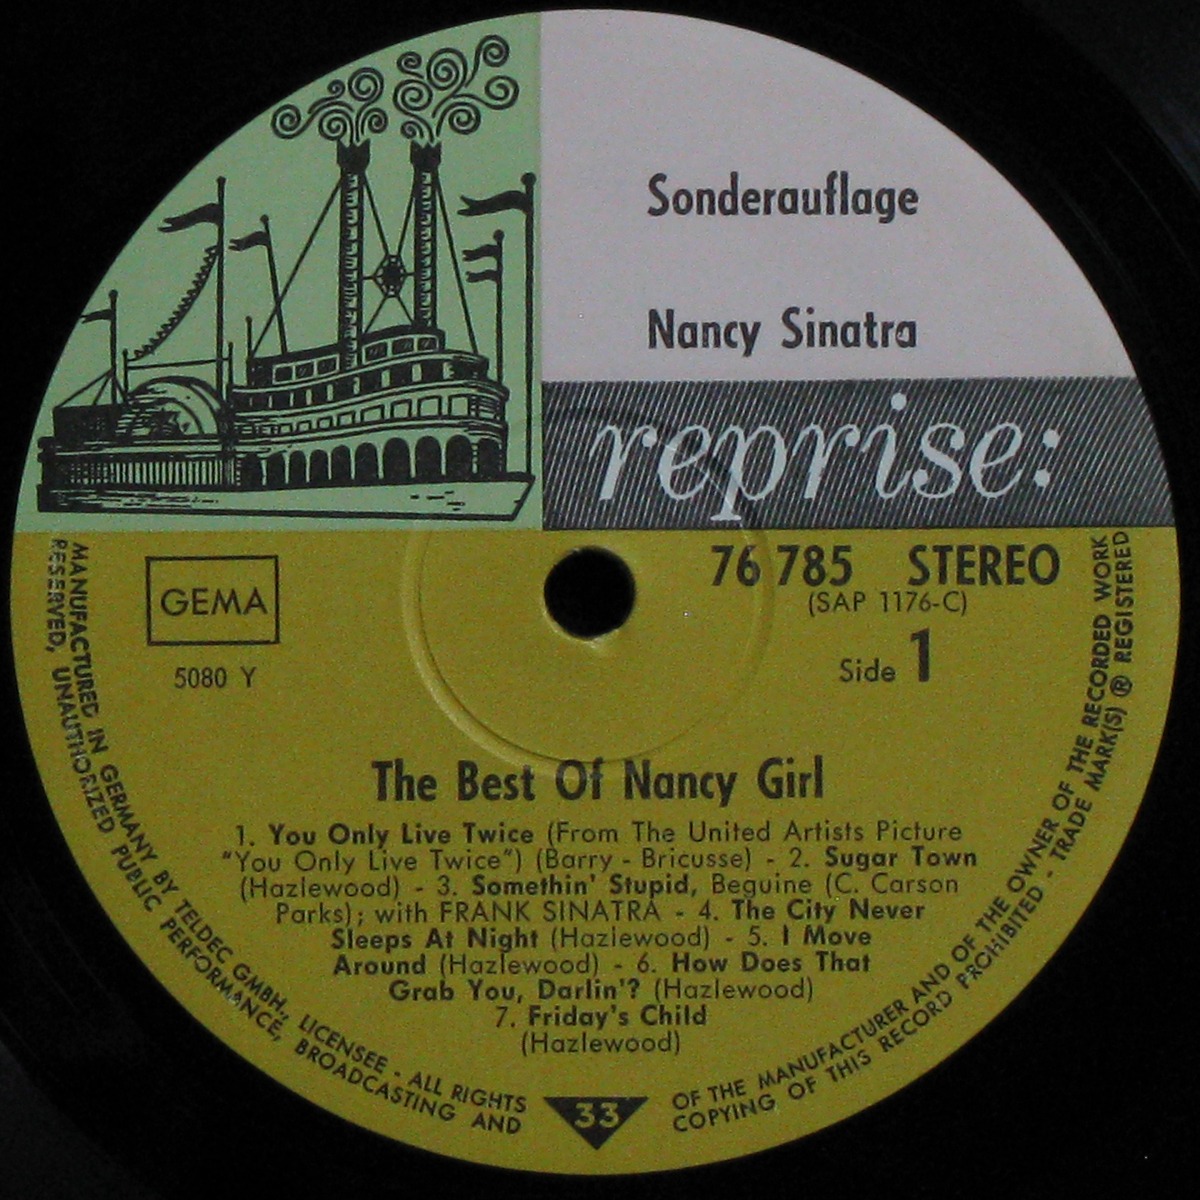 Sonderauflage
Nancy Sinatra
reprise:
GEMA
5080 Y
76 785 STEREO
(SAP 1176-C)
Side 1
The Best Of Nancy Girl
1. You Only Live Twice (From The United Artists Picture
"You Only Live Twice") (Barry - Bricusse) - 2. Sugar Town
(Hazlewood) - 3. Somethin' Stupid, Beguine (C. Carson
Parks); with FRANK SINATRA - 4. The City Never
Sleeps At Night (Hazlewood) - 5. I Move
Around (Hazlewood) - 6. How Does That
Grab You, Darlin'? (Hazlewood)
7. Friday's Child
(Hazlewood)
33
MANUFACTURED IN GERMANY BY TELDEC GMBH., LICENSEE - ALL RIGHTS OF THE MANUFACTURER AND OF THE OWNER OF THE RECORDED WORK
RESERVED, UNAUTHORIZED PUBLIC PERFORMANCE, BROADCASTING AND COPYING OF THIS RECORD PROHIBITED - TRADE MARK(S) ® REGISTERED